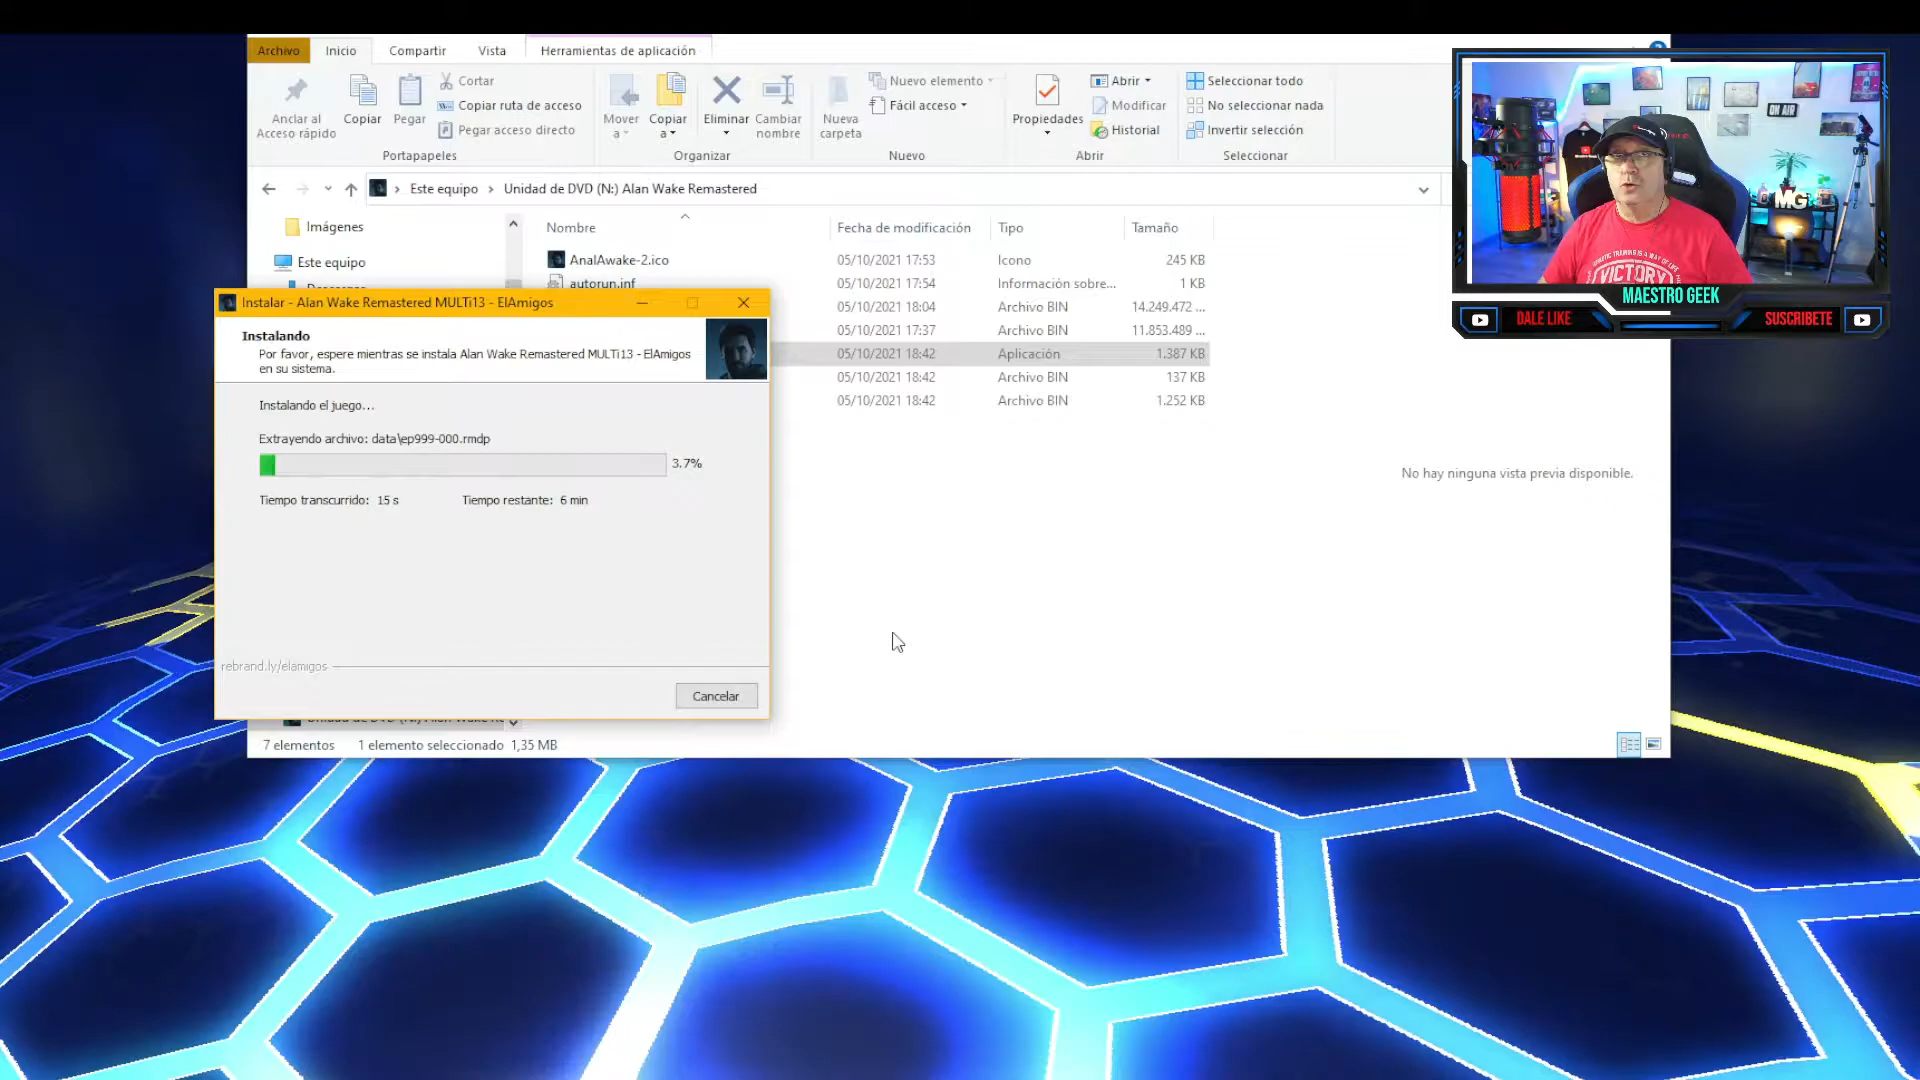 Archivo Inicio Compartir Vista Herramientas de aplicación
Anclar al Acceso rápido
Copiar
Pegar
Cortar
Copiar ruta de acceso
Pegar acceso directo
Portapapeles
Mover a
Copiar a
Eliminar
Cambiar nombre
Organizar
Nueva carpeta
Nuevo elemento
Fácil acceso
Nuevo
Propiedades
Abrir
Modificar
Historial
Abrir
Seleccionar todo
No seleccionar nada
Invertir selección
Seleccionar
Este equipo > Unidad de DVD (N:) Alan Wake Remastered
Imágenes
Este equipo
Nombre Fecha de modificación Tipo Tamaño
AnalAwake-2.ico 05/10/2021 17:53 Icono 245 KB
autorun.inf 05/10/2021 17:54 Información sobre... 1 KB
05/10/2021 18:04 Archivo BIN 14.249.472 ...
05/10/2021 17:37 Archivo BIN 11.853.489 ...
05/10/2021 18:42 Aplicación 1.387 KB
05/10/2021 18:42 Archivo BIN 137 KB
05/10/2021 18:42 Archivo BIN 1.252 KB
No hay ninguna vista previa disponible.
Instalar - Alan Wake Remastered MULTi13 - ElAmigos
Instalando
Por favor, espere mientras se instala Alan Wake Remastered MULTi13 - ElAmigos
en su sistema.
Instalando el juego...
Extrayendo archivo: data\ep999-000.rmdp
3.7%
Tiempo transcurrido: 15 s Tiempo restante: 6 min
rebrand.ly/elamigos
Cancelar
7 elementos 1 elemento seleccionado 1,35 MB
ON AIR
MG
VICTORY
MAESTRO GEEK
DALE LIKE
SUSCRIBETE